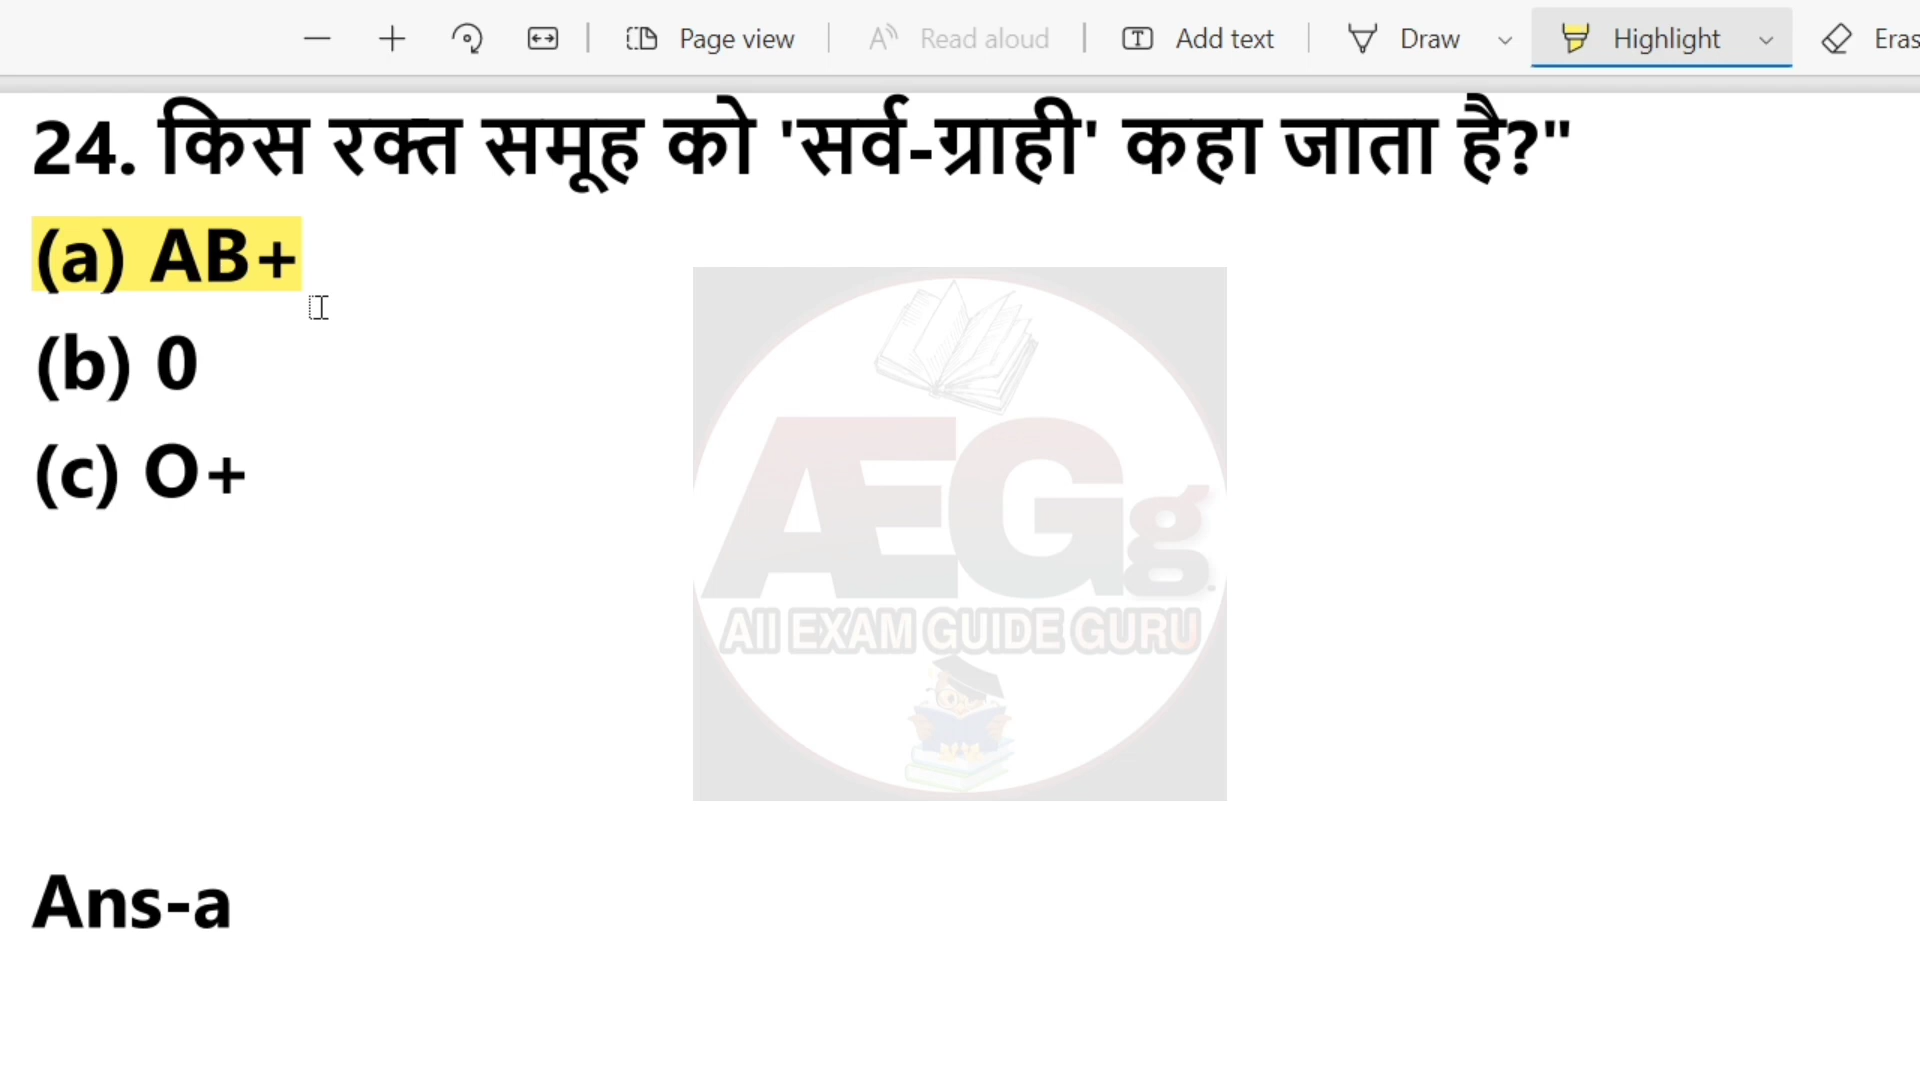 Page view
Read aloud
Add text
Draw
Highlight
Eras
24. किस रक्त समूह को 'सर्व-ग्राही' कहा जाता है?"
(a) AB+
(b) 0
(c) O+
ÆGg
All EXAM GUIDE GURU
Ans-a